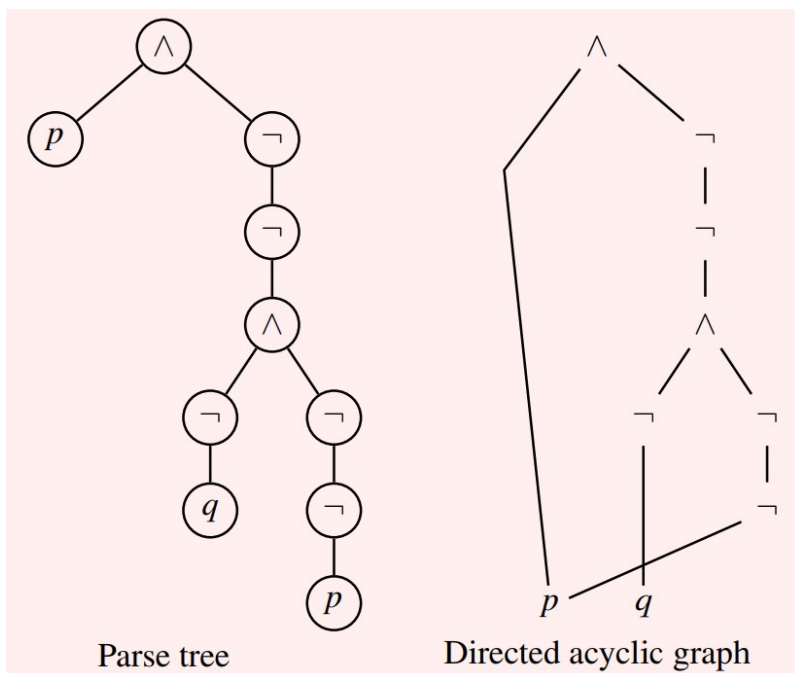 ∧ ∧
p ¬ ¬
¬ ¬
∧ ∧
¬ ¬ ¬ ¬
q ¬ ¬
p p q
Parse tree Directed acyclic graph